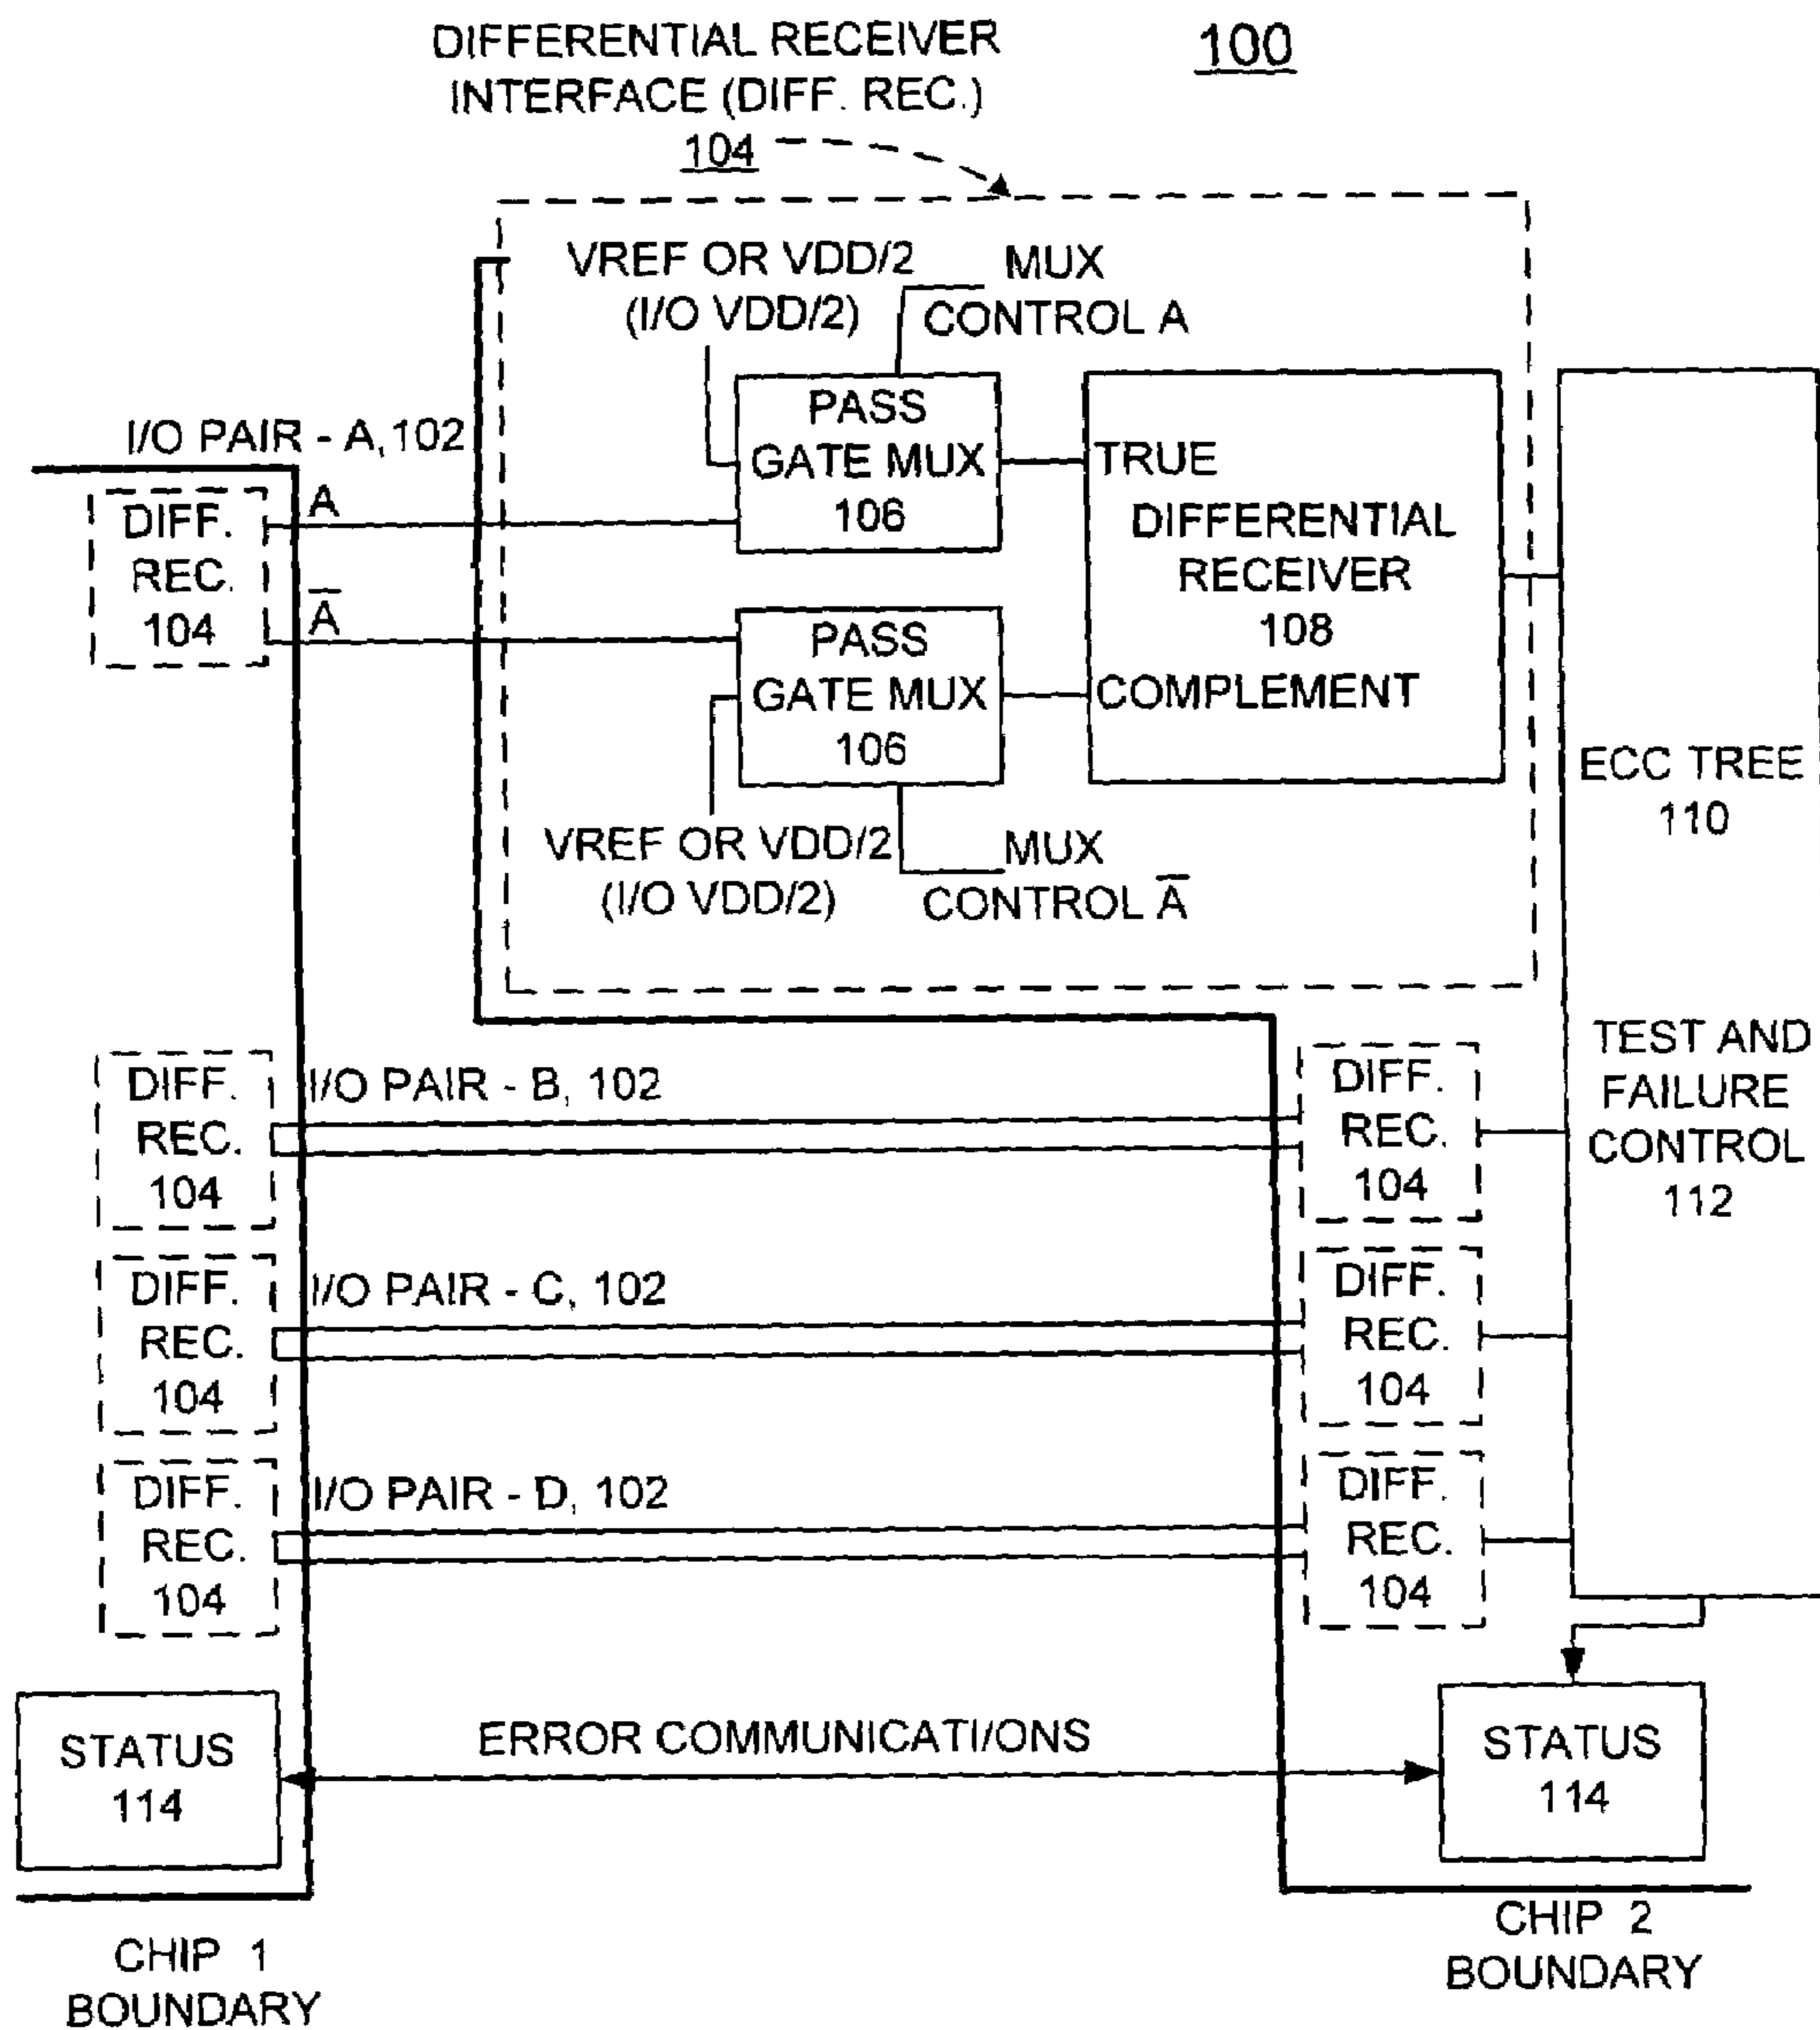 DIFFERENTIAL RECEIVER
INTERFACE (DIFF. REC.)
104
100
VREF OR VDD/2
(I/O VDD/2)
MUX
CONTROL A
I/O PAIR - A, 102
DIFF.
REC.
104
A
A̅
PASS
GATE MUX
106
TRUE
DIFFERENTIAL
RECEIVER
108
COMPLEMENT
PASS
GATE MUX
106
VREF OR VDD/2
(I/O VDD/2)
MUX
CONTROL A̅
ECC TREE
110
TEST AND
FAILURE
CONTROL
112
DIFF.
REC.
104
I/O PAIR - B, 102
DIFF.
REC.
104
DIFF.
REC.
104
I/O PAIR - C, 102
DIFF.
REC.
104
DIFF.
REC.
104
I/O PAIR - D, 102
DIFF.
REC.
104
STATUS
114
ERROR COMMUNICATI/ONS
STATUS
114
CHIP 1
BOUNDARY
CHIP 2
BOUNDARY